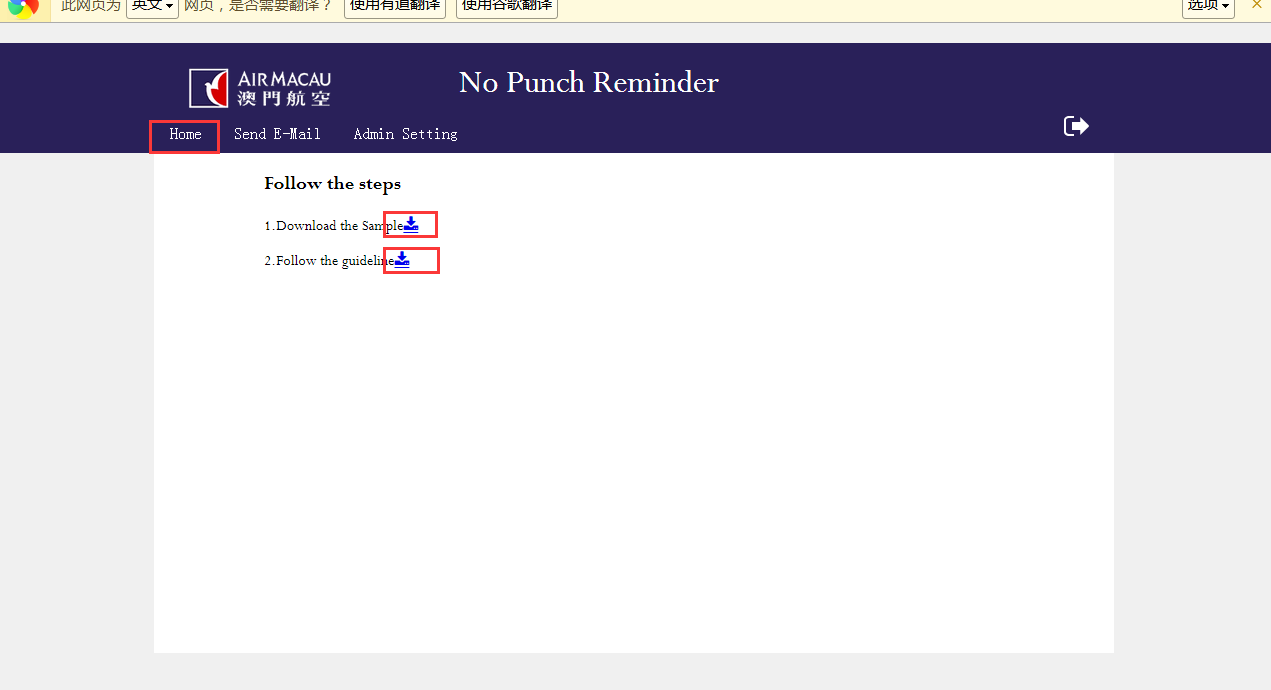 此网页为 英文 网页，是否需要翻译？ 使用有道翻译 使用谷歌翻译 选项
AIR MACAU
澳門航空
No Punch Reminder
Home Send E-Mail Admin Setting
Follow the steps
1.Download the Sample
2.Follow the guideline